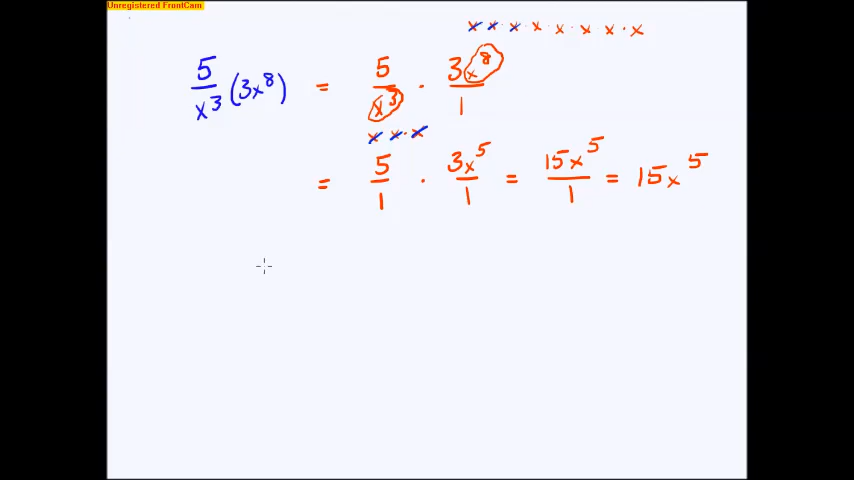 Unregistered FrontCam
x · x · x · x · x · x · x · x
5/x³ (3x⁸) = 5/x³ · 3x⁸/1
x · x · x
= 5/1 · 3x⁵/1 = 15x⁵/1 = 15x⁵